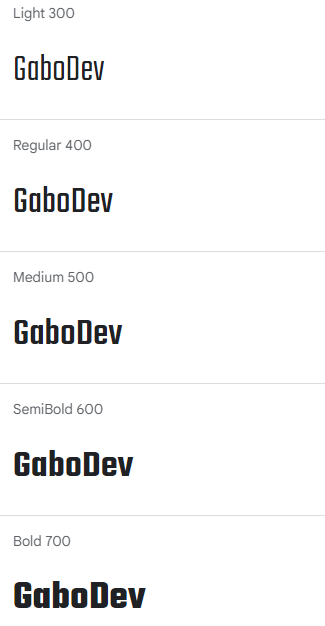 Light 300
GaboDev
Regular 400
GaboDev
Medium 500
GaboDev
SemiBold 600
GaboDev
Bold 700
GaboDev